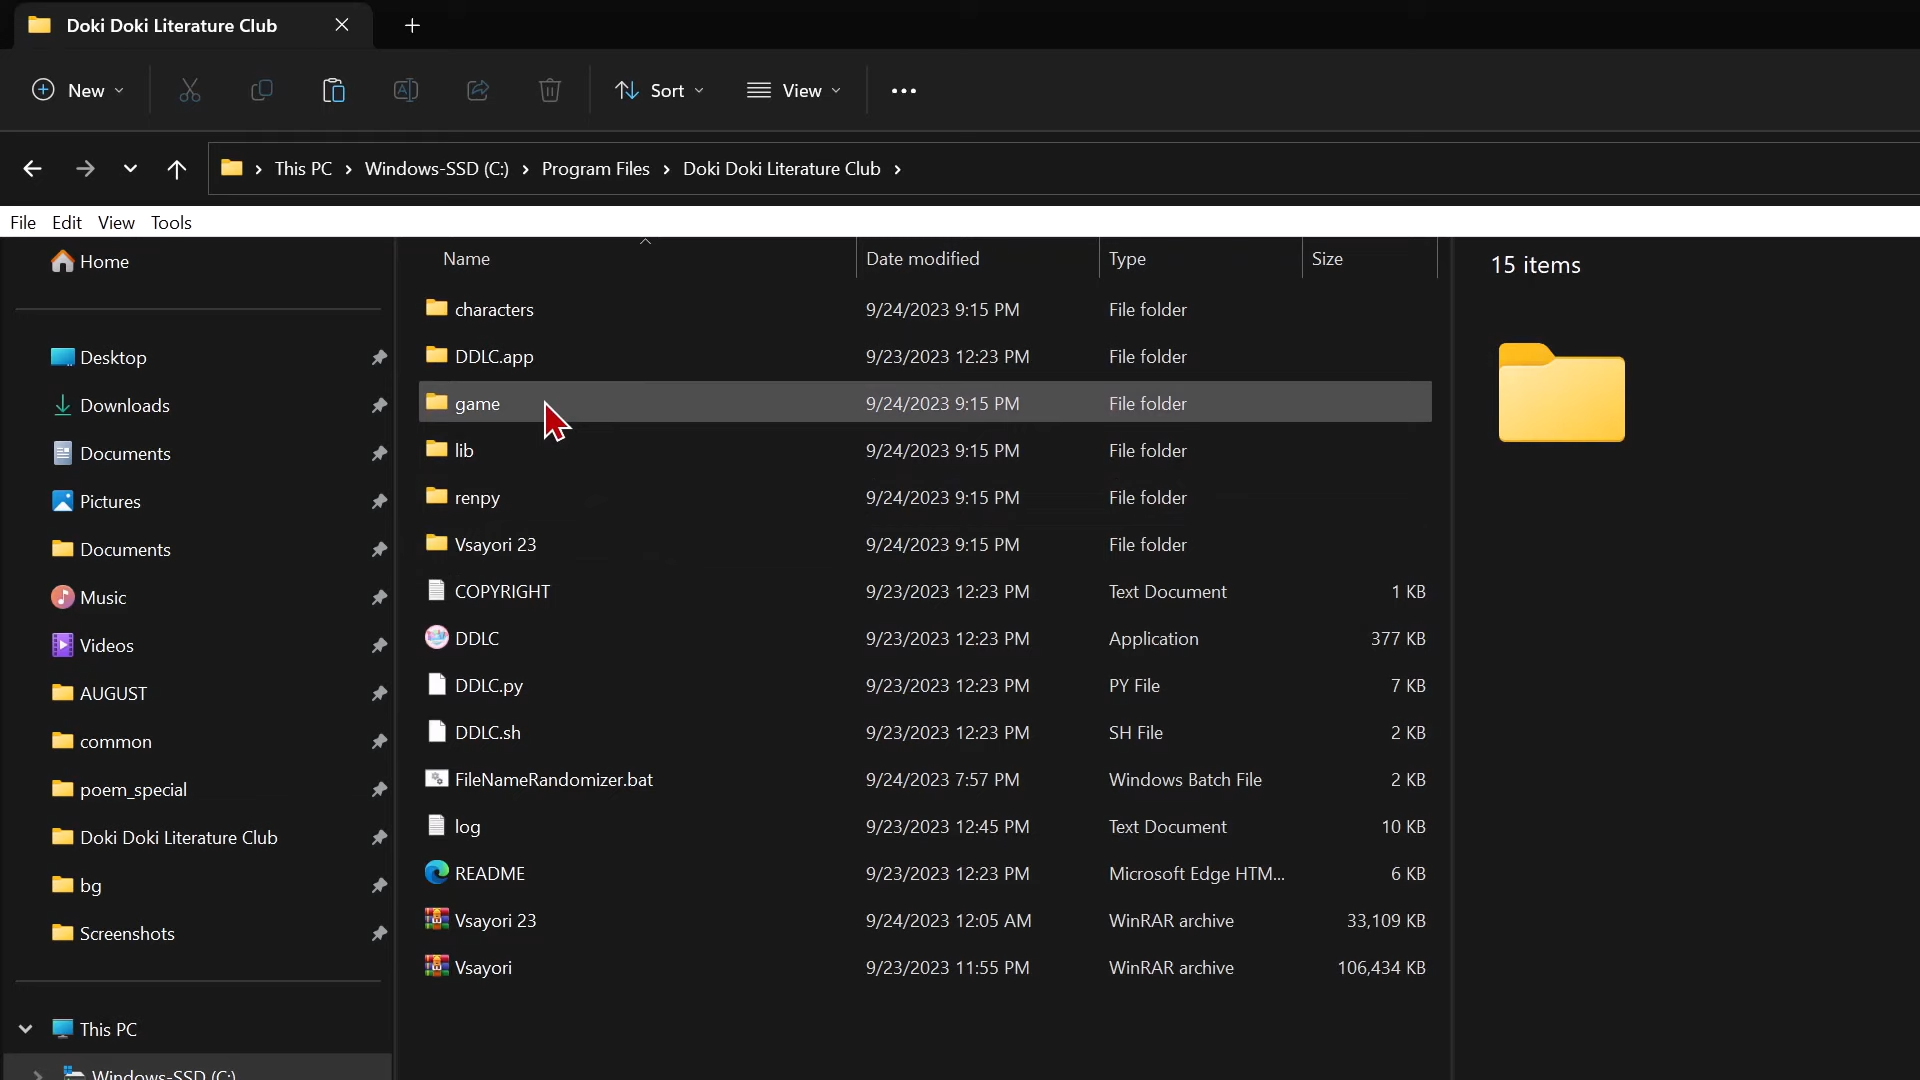 Doki Doki Literature Club
New Sort View
This PC Windows-SSD (C:) Program Files Doki Doki Literature Club
File Edit View Tools
Home
Desktop
Downloads
Documents
Pictures
Documents
Music
Videos
AUGUST
common
poem_special
Doki Doki Literature Club
bg
Screenshots
This PC
Windows-SSD (C:)
Name Date modified Type Size
characters 9/24/2023 9:15 PM File folder
DDLC.app 9/23/2023 12:23 PM File folder
game 9/24/2023 9:15 PM File folder
lib 9/24/2023 9:15 PM File folder
renpy 9/24/2023 9:15 PM File folder
Vsayori 23 9/24/2023 9:15 PM File folder
COPYRIGHT 9/23/2023 12:23 PM Text Document 1 KB
DDLC 9/23/2023 12:23 PM Application 377 KB
DDLC.py 9/23/2023 12:23 PM PY File 7 KB
DDLC.sh 9/23/2023 12:23 PM SH File 2 KB
FileNameRandomizer.bat 9/24/2023 7:57 PM Windows Batch File 2 KB
log 9/23/2023 12:45 PM Text Document 10 KB
README 9/23/2023 12:23 PM Microsoft Edge HTM... 6 KB
Vsayori 23 9/24/2023 12:05 AM WinRAR archive 33,109 KB
Vsayori 9/23/2023 11:55 PM WinRAR archive 106,434 KB
15 items